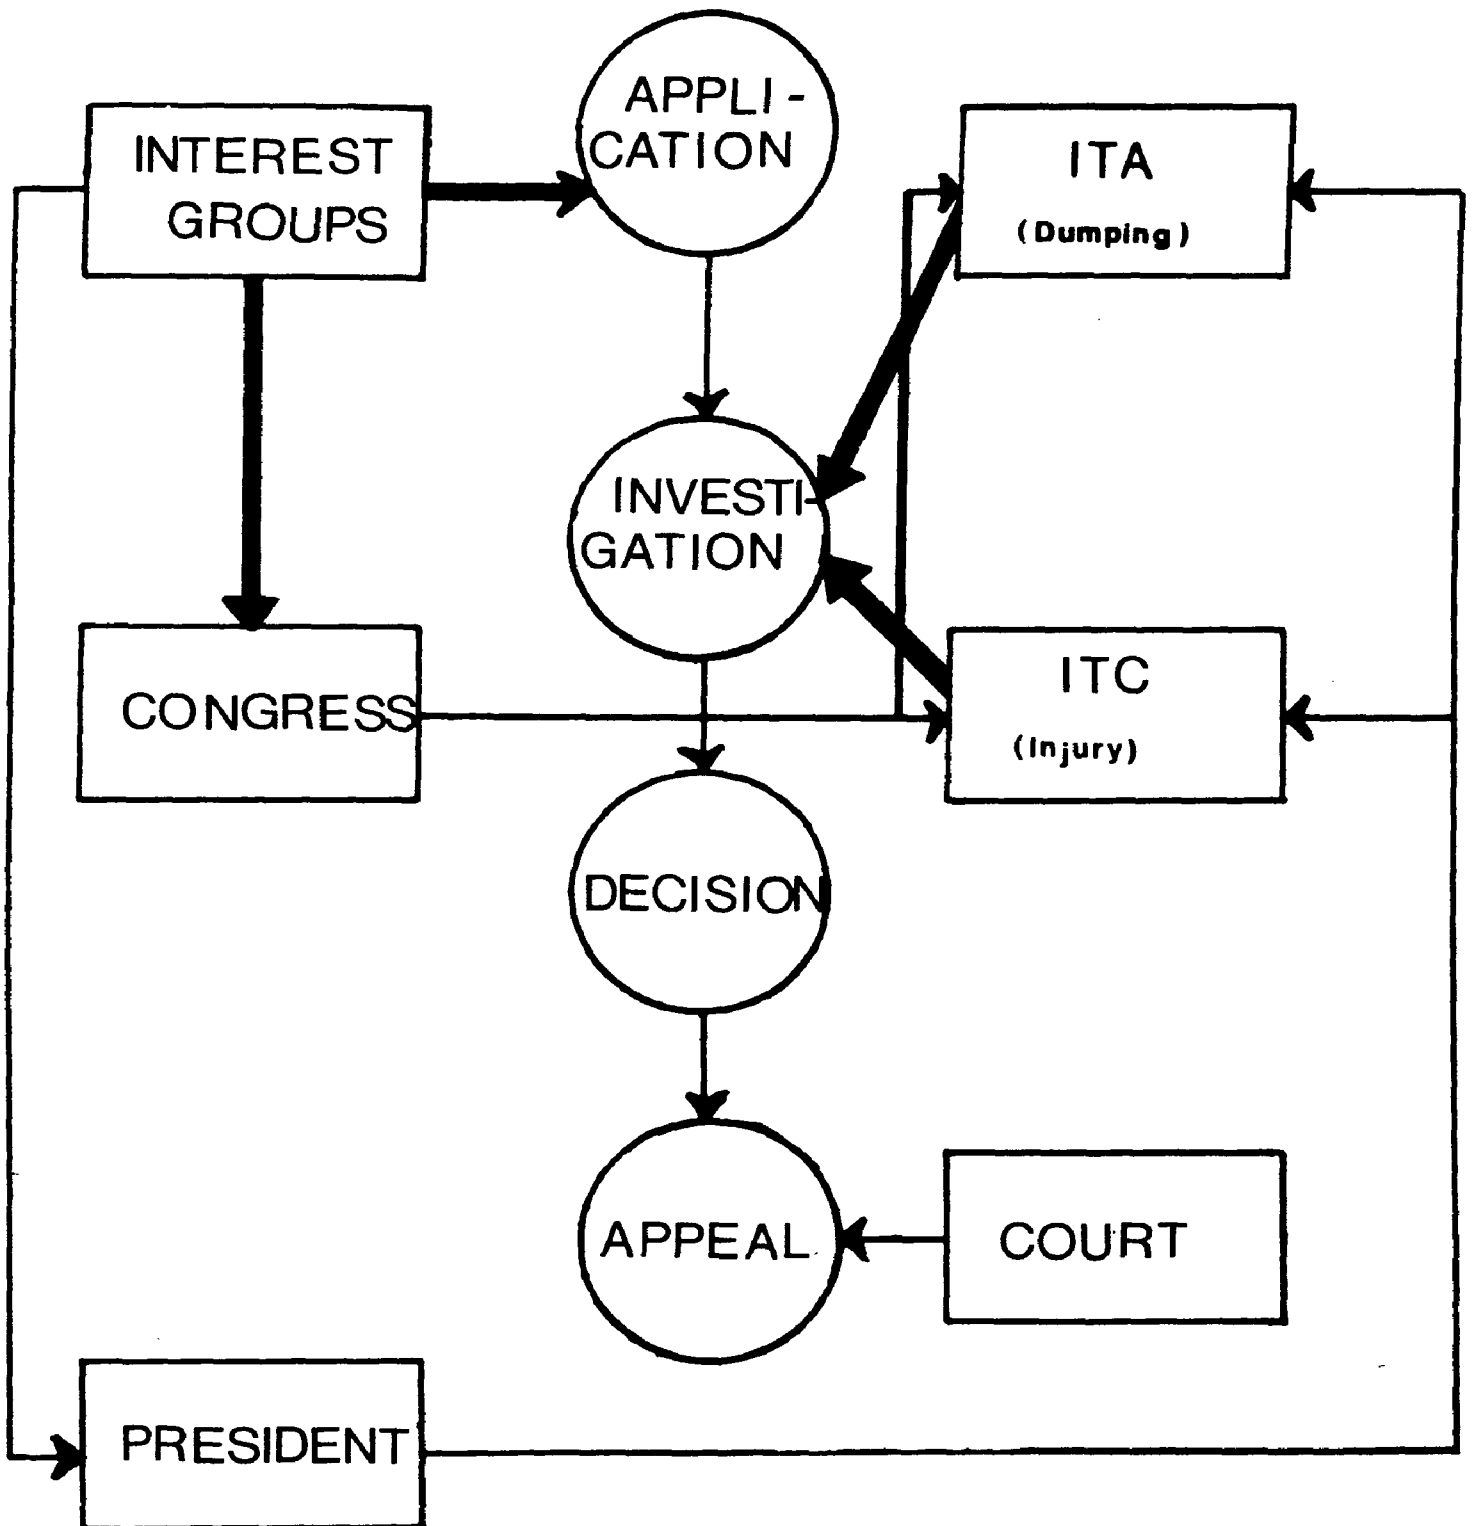 APPLI-
CATION
INTEREST
GROUPS
ITA
(Dumping)
INVESTI-
GATION
CONGRESS
ITC
(Injury)
DECISION
APPEAL
COURT
PRESIDENT